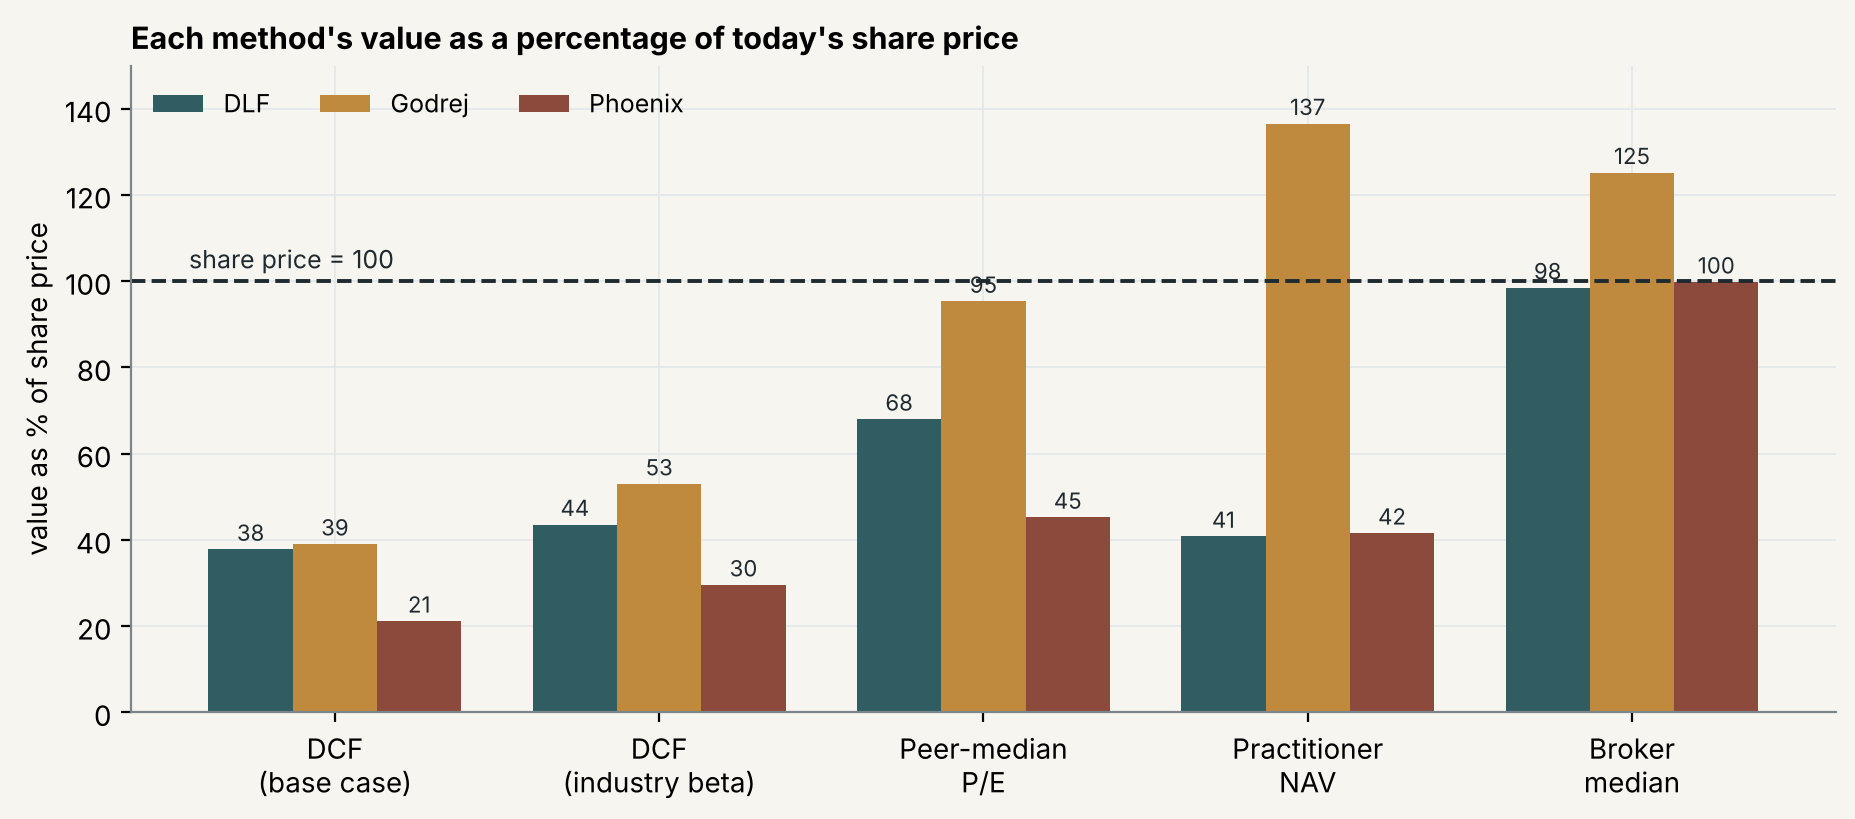 Each method's value as a percentage of today's share price
DLF Godrej Phoenix
value as % of share price
140
120
100
80
60
40
20
0
share price = 100
38 39 21
44 53 30
68 95 45
41 137 42
98 125 100
DCF
(base case)
DCF
(industry beta)
Peer-median
P/E
Practitioner
NAV
Broker
median